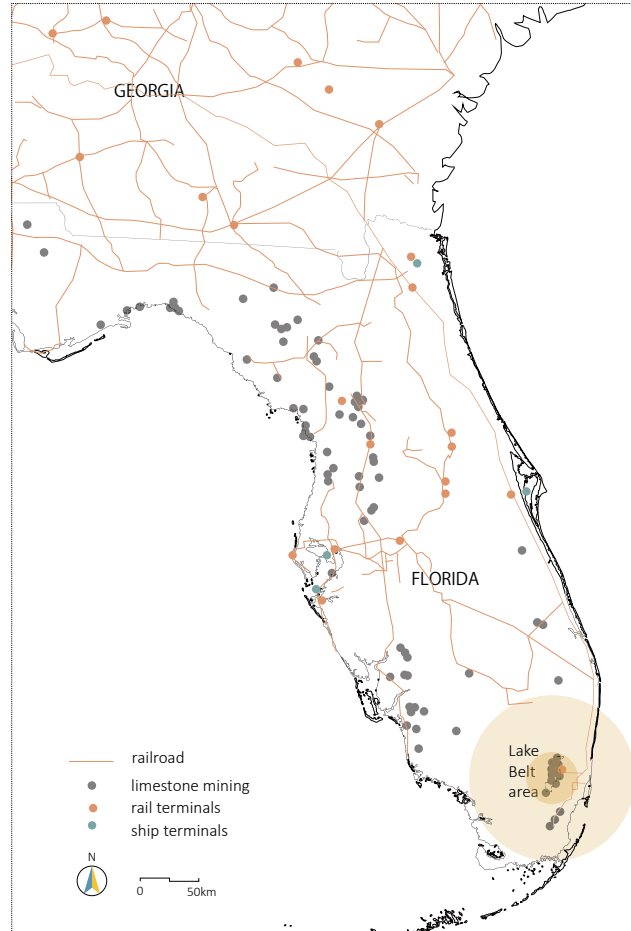 GEORGIA
FLORIDA
Lake
Belt
area
railroad
limestone mining
rail terminals
ship terminals
N
0 50km